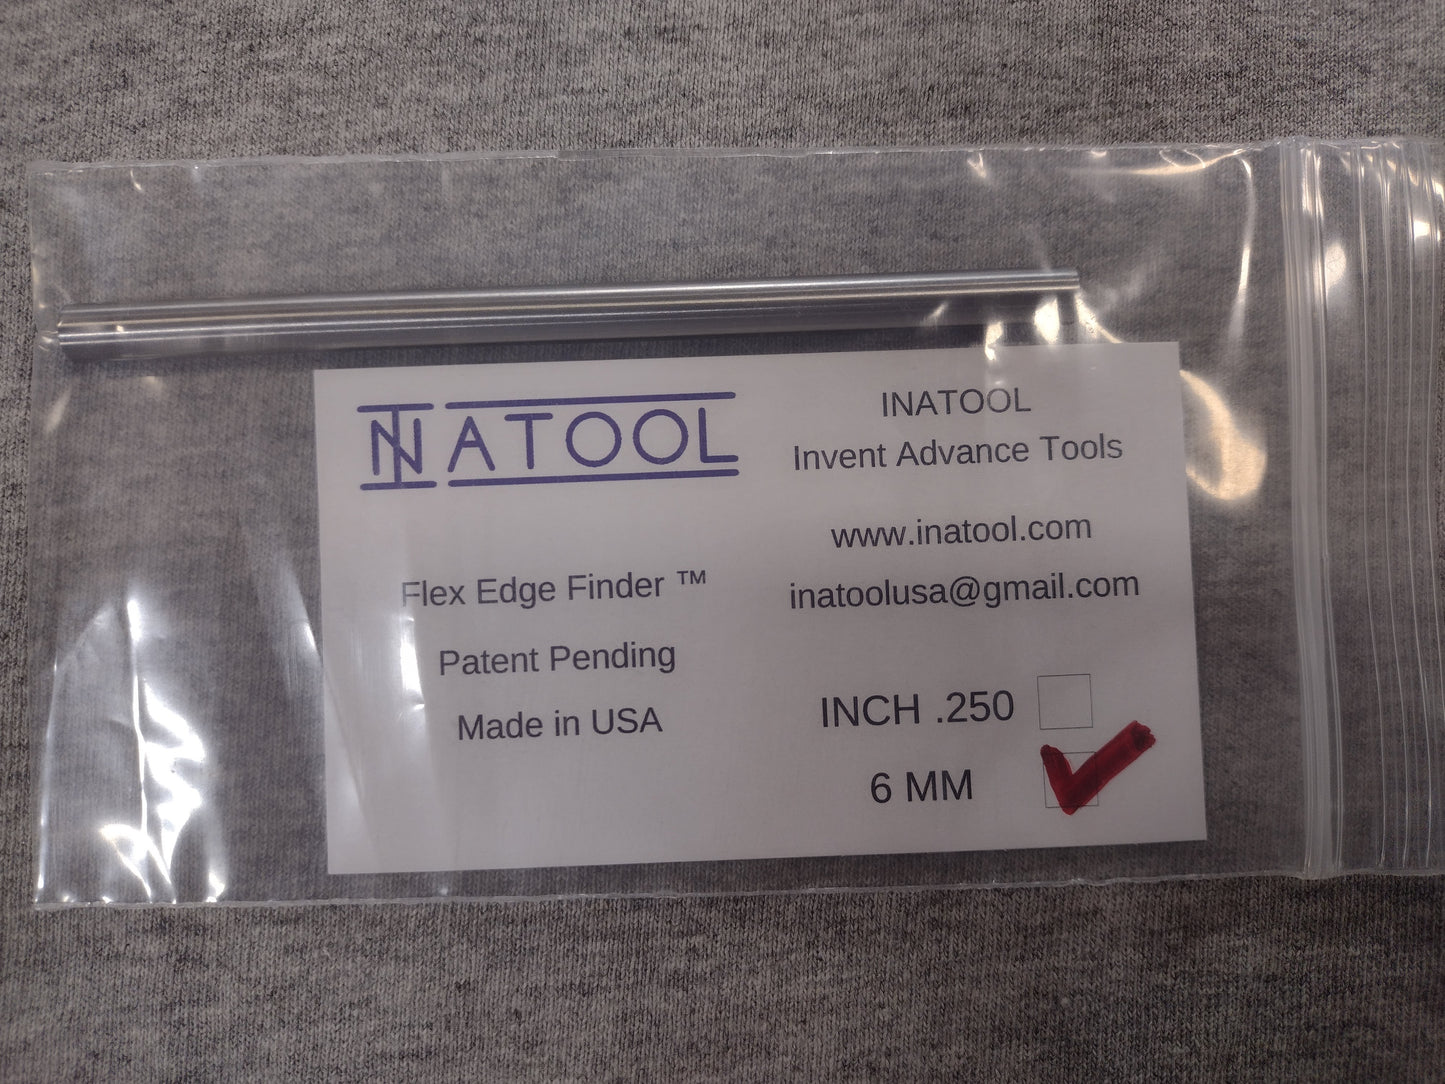 INATOOL
Flex Edge Finder ™
Patent Pending
Made in USA
INATOOL
Invent Advance Tools
www.inatool.com
inatoolusa@gmail.com
INCH .250
6 MM